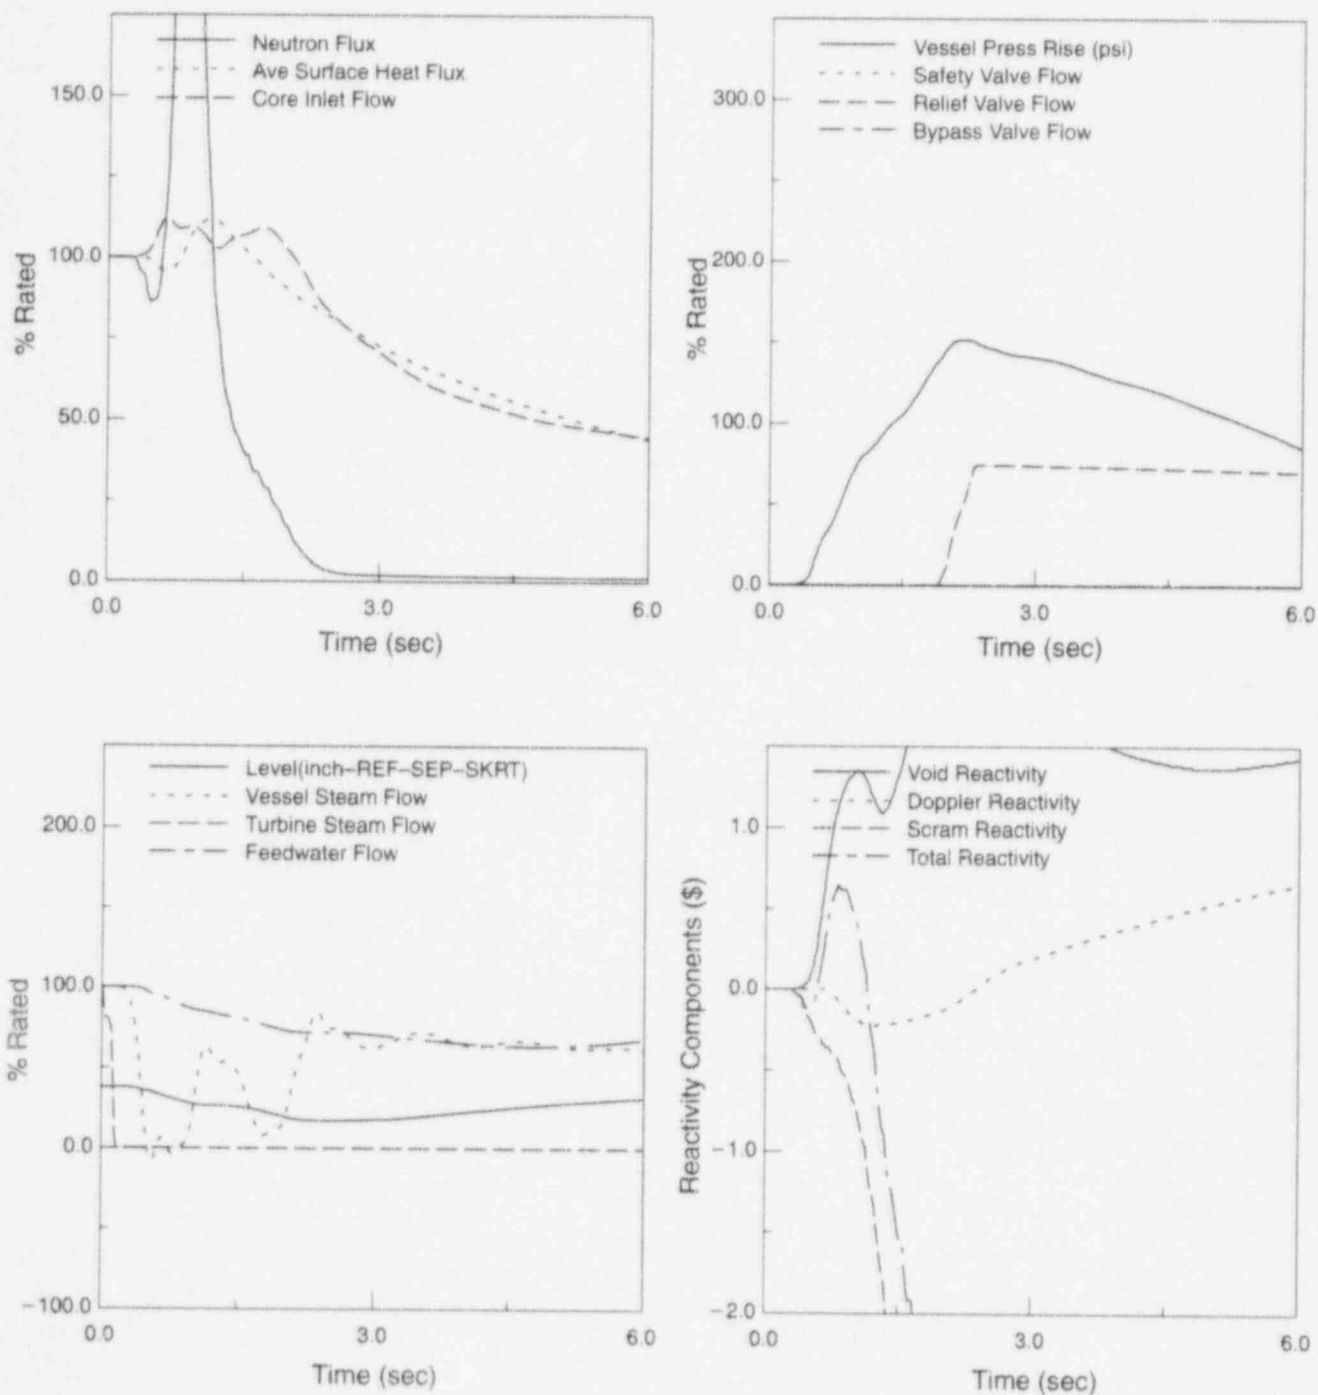 Neutron Flux
Ave Surface Heat Flux
Core Inlet Flow
150.0
100.0
50.0
0.0
% Rated
0.0
3.0
6.0
Time (sec)
Vessel Press Rise (psi)
Safety Valve Flow
Relief Valve Flow
Bypass Valve Flow
300.0
200.0
100.0
0.0
% Rated
0.0
3.0
6.0
Time (sec)
Level(inch-REF-SEP-SKRT)
Vessel Steam Flow
Turbine Steam Flow
Feedwater Flow
200.0
100.0
0.0
-100.0
% Rated
0.0
3.0
6.0
Time (sec)
Void Reactivity
Doppler Reactivity
Scram Reactivity
Total Reactivity
1.0
0.0
-1.0
-2.0
Reactivity Components ($)
0.0
3.0
6.0
Time (sec)